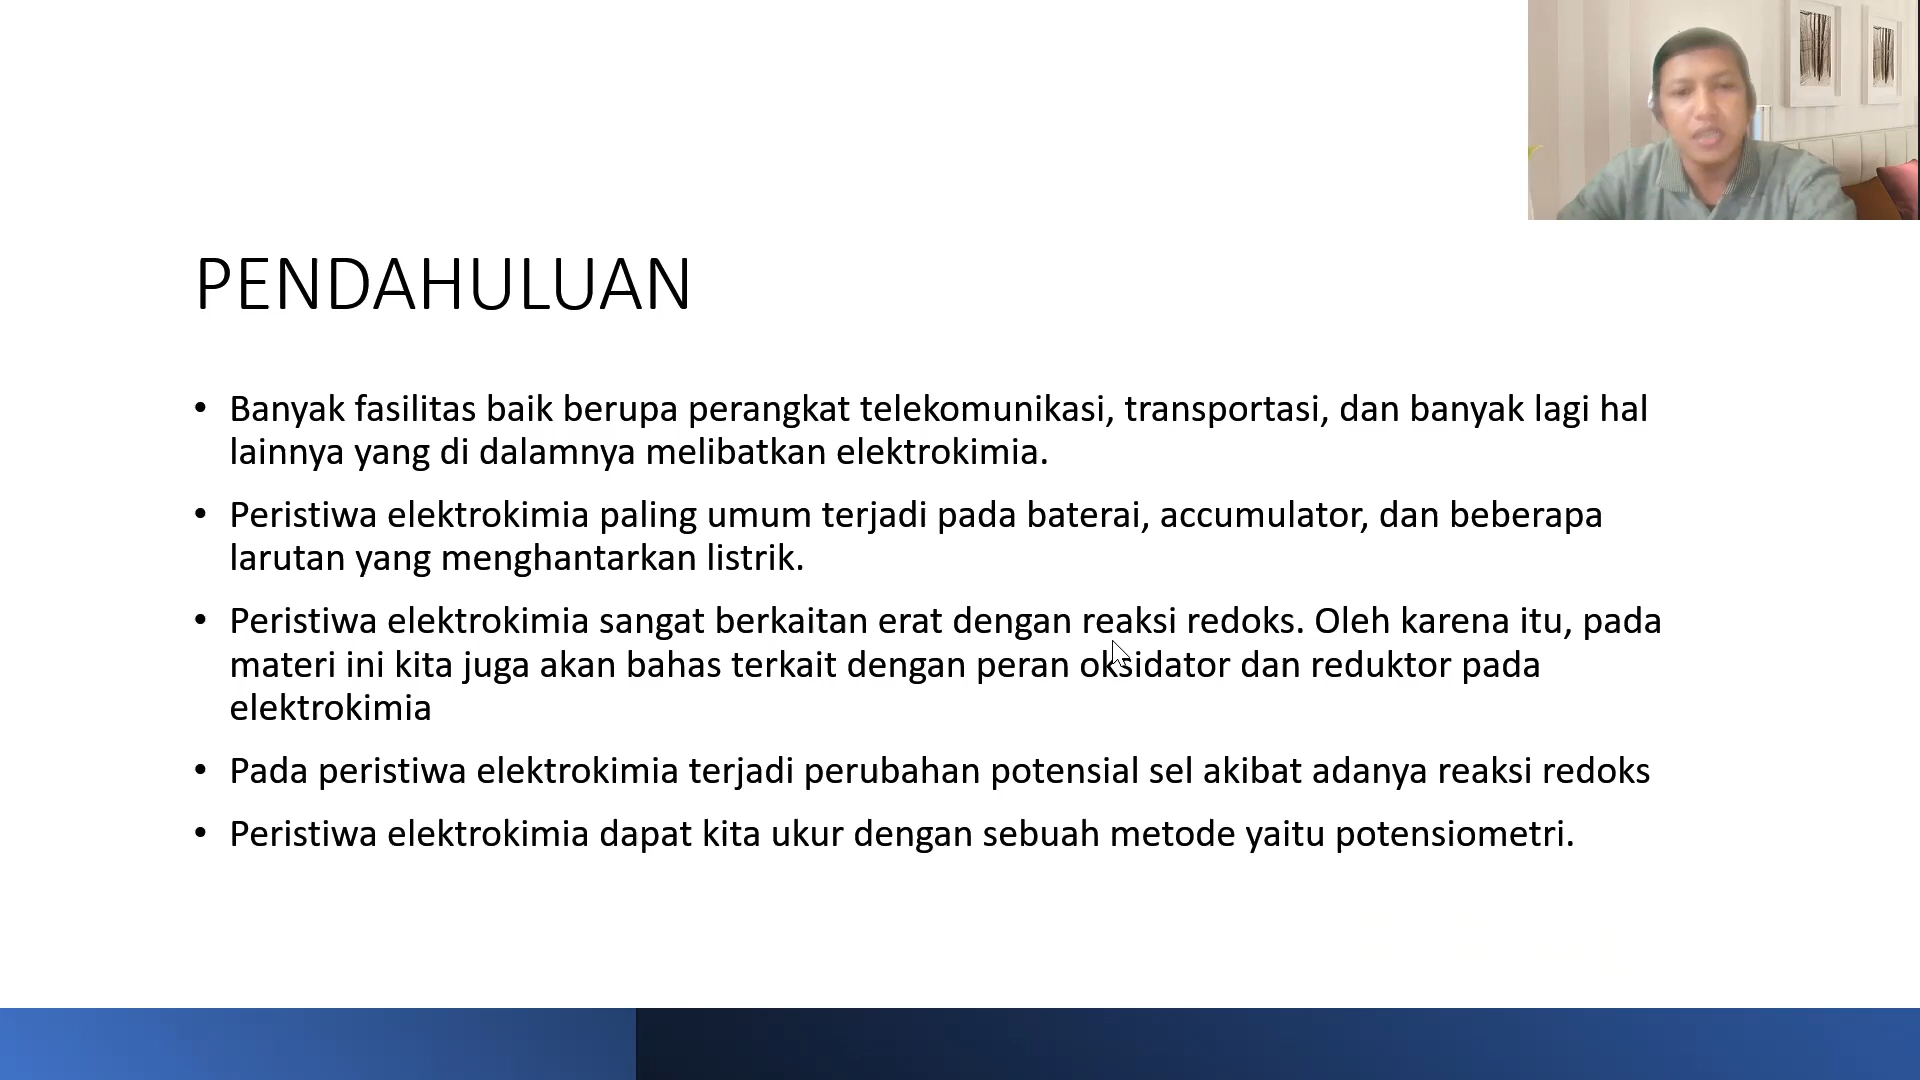 PENDAHULUAN
• Banyak fasilitas baik berupa perangkat telekomunikasi, transportasi, dan banyak lagi hal
lainnya yang di dalamnya melibatkan elektrokimia.
• Peristiwa elektrokimia paling umum terjadi pada baterai, accumulator, dan beberapa
larutan yang menghantarkan listrik.
• Peristiwa elektrokimia sangat berkaitan erat dengan reaksi redoks. Oleh karena itu, pada
materi ini kita juga akan bahas terkait dengan peran oksidator dan reduktor pada
elektrokimia
• Pada peristiwa elektrokimia terjadi perubahan potensial sel akibat adanya reaksi redoks
• Peristiwa elektrokimia dapat kita ukur dengan sebuah metode yaitu potensiometri.